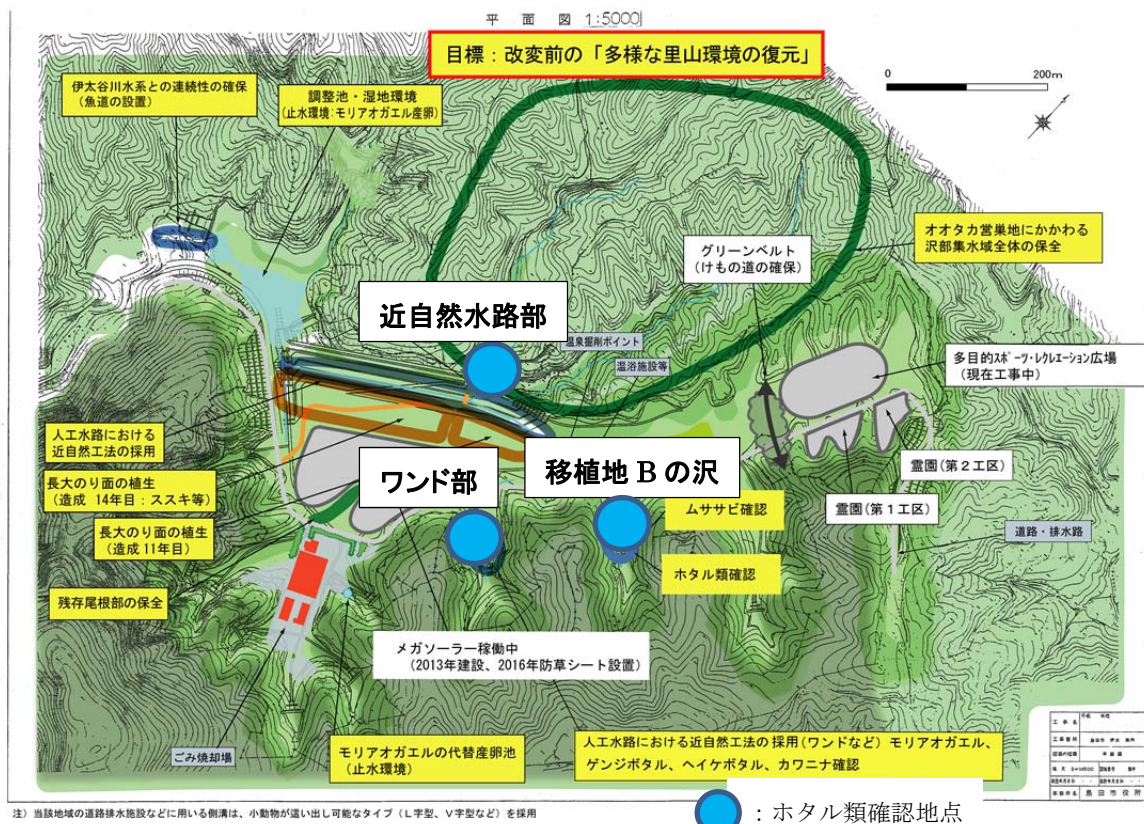 平 面 図 1:5000
目標：改変前の「多様な里山環境の復元」
伊太谷川水系との連続性の確保
（魚道の設置）
調整池・湿地環境
（止水環境：モリアオガエル産卵）
0 200m
オオタカ営巣地にかかわる
沢部集水域全体の保全
グリーンベルト
（けもの道の確保）
近自然水路部
温泉掘削ポイント
温浴施設等
多目的スポーツ・レクレエーション広場
（現在工事中）
人工水路における
近自然工法の採用
長大のり面の植生
（造成 14年目：ススキ等）
ワンド部
移植地 B の沢
霊園（第２工区）
ムササビ確認
霊園（第１工区）
長大のり面の植生
（造成 11年目）
道路・排水路
ホタル類確認
残存尾根部の保全
メガソーラー稼働中
（2013年建設、2016年防草シート設置）
ごみ焼却場
モリアオガエルの代替産卵池
（止水環境）
人工水路における近自然工法の採用（ワンドなど）モリアオガエル、
ゲンジボタル、ヘイケボタル、カワニナ確認
工 事 名
島 田 市 役 所
：ホタル類確認地点
注）当該地域の道路排水施設などに用いる側溝は、小動物が這い出し可能なタイプ（Ｌ字型、Ｖ字型など）を採用